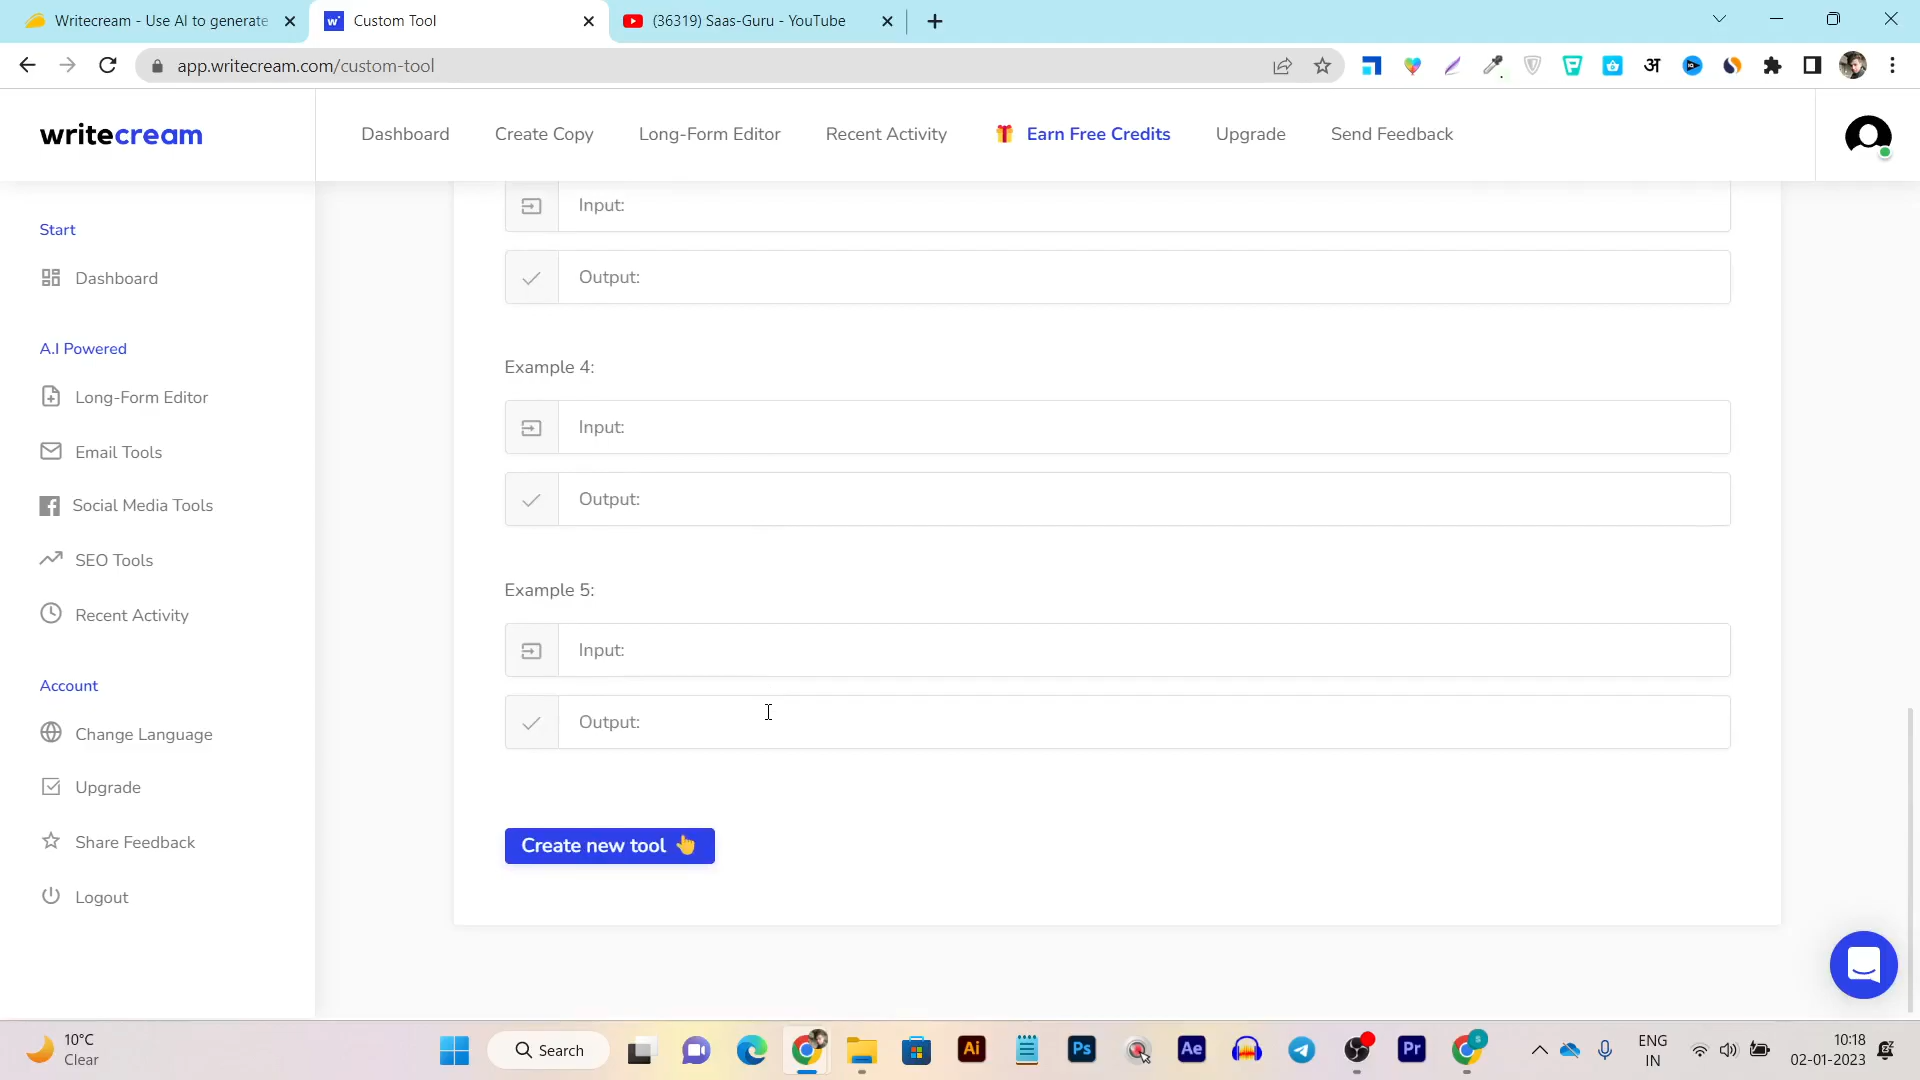 Writecream - Use AI to generate
Custom Tool
(36319) Saas-Guru - YouTube
app.writecream.com/custom-tool
writecream
Dashboard
Create Copy
Long-Form Editor
Recent Activity
Earn Free Credits
Upgrade
Send Feedback
Start
Dashboard
A.I Powered
Long-Form Editor
Email Tools
Social Media Tools
SEO Tools
Recent Activity
Account
Change Language
Upgrade
Share Feedback
Logout
Input:
Output:
Example 4:
Input:
Output:
Example 5:
Input:
Output:
Create new tool
10°C
Clear
Search
Ai
Ps
Ae
Pr
ENG
IN
10:18
02-01-2023